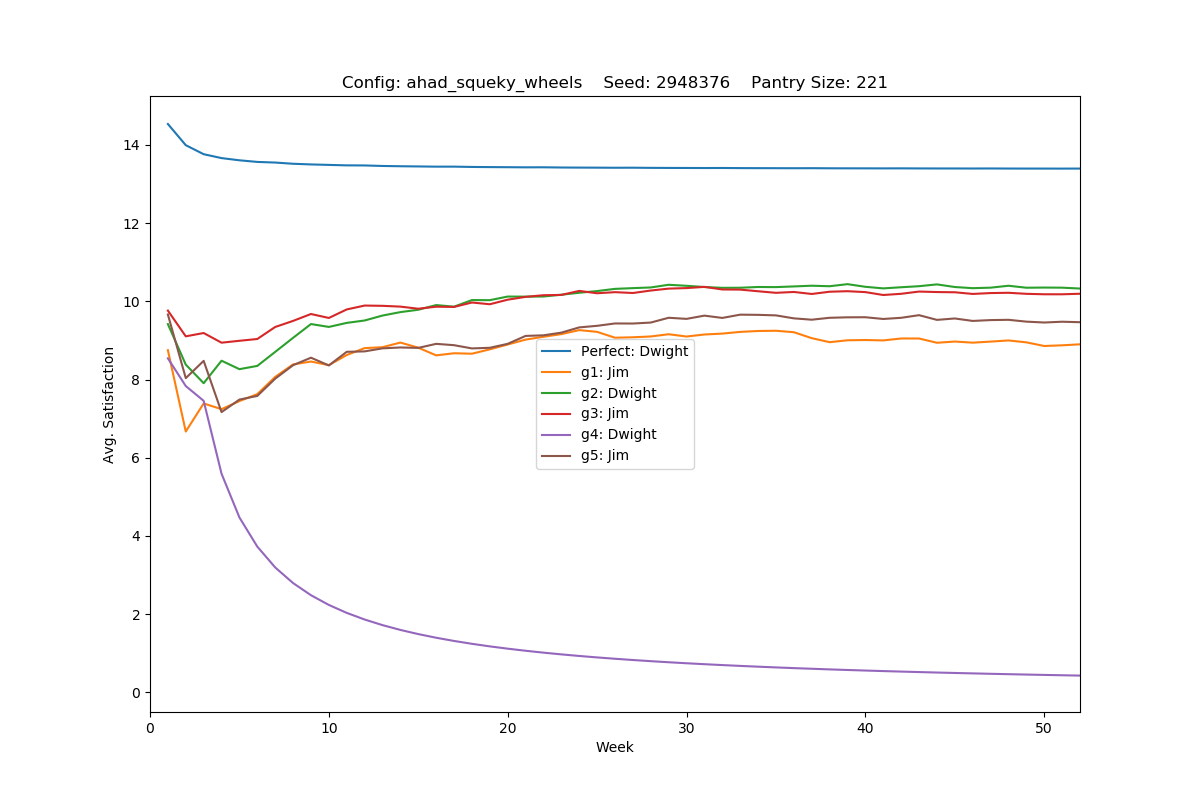 Config: ahad_squeky_wheels    Seed: 2948376    Pantry Size: 221
14
12
10
8
6
4
2
0
Avg. Satisfaction
Perfect: Dwight
g1: Jim
g2: Dwight
g3: Jim
g4: Dwight
g5: Jim
0 10 20 30 40 50
Week